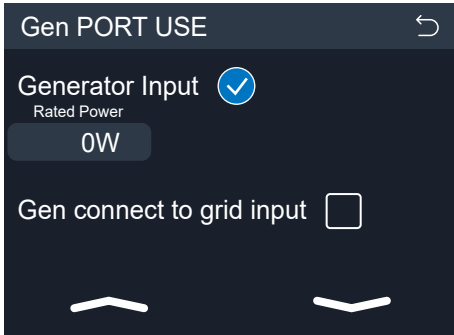 Gen PORT USE
Generator Input
Rated Power
0W
Gen connect to grid input